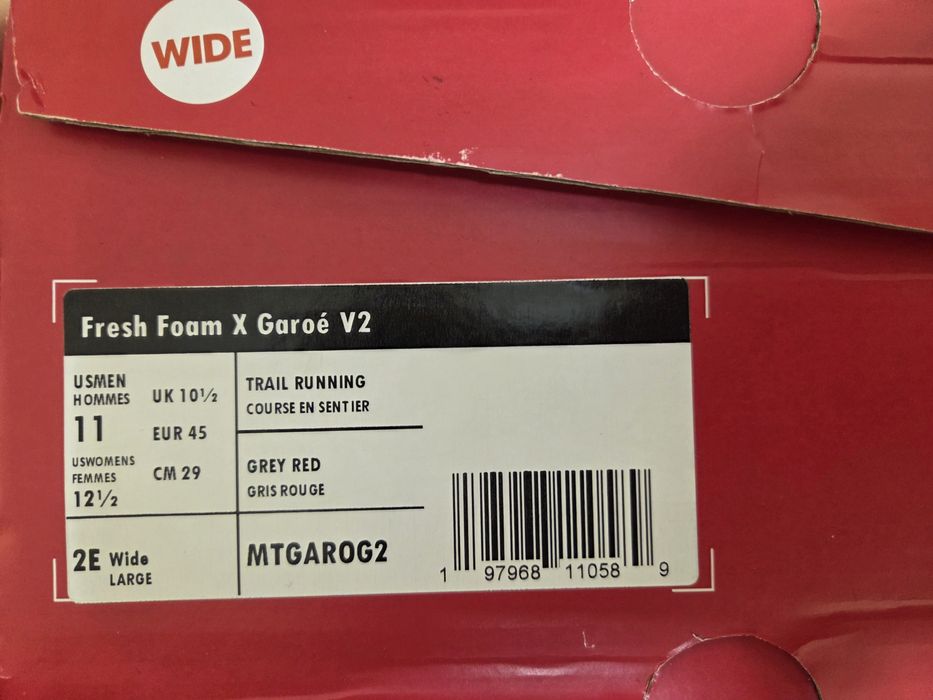 WIDE
Fresh Foam X Garoé V2
USMEN
HOMMES
11
UK 10½
EUR 45
USWOMENS
FEMMES
12½
CM 29
TRAIL RUNNING
COURSE EN SENTIER
GREY RED
GRIS ROUGE
2E Wide
LARGE
MTGAROG2
1 97968 11058 9